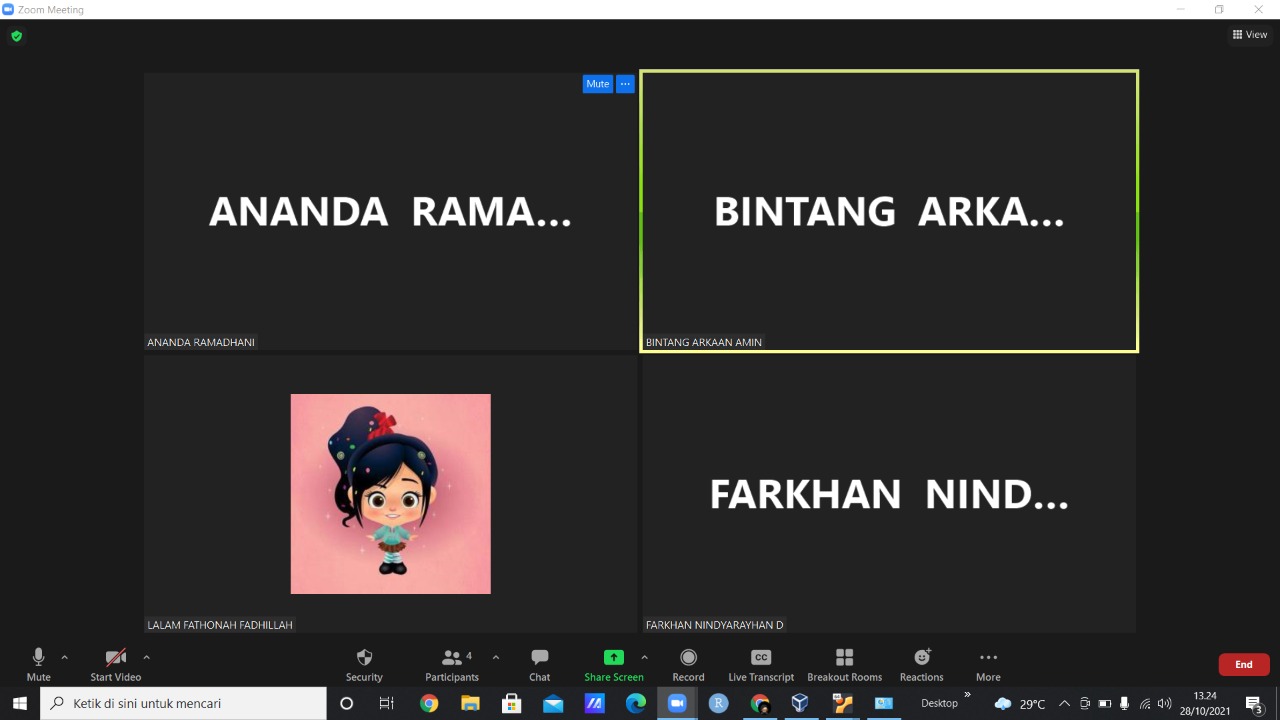 Zoom Meeting
View
Mute ...
ANANDA RAMA...
BINTANG ARKA...
ANANDA RAMADHANI
BINTANG ARKAAN AMIN
FARKHAN NIND...
LALAM FATHONAH FADHILLAH
FARKHAN NINDYARAYHAN D
4
CC
Mute
Start Video
Security
Participants
Chat
Share Screen
Record
Live Transcript
Breakout Rooms
Reactions
More
End
Ketik di sini untuk mencari
R
Desktop
»
29°C
13.24
28/10/2021
3